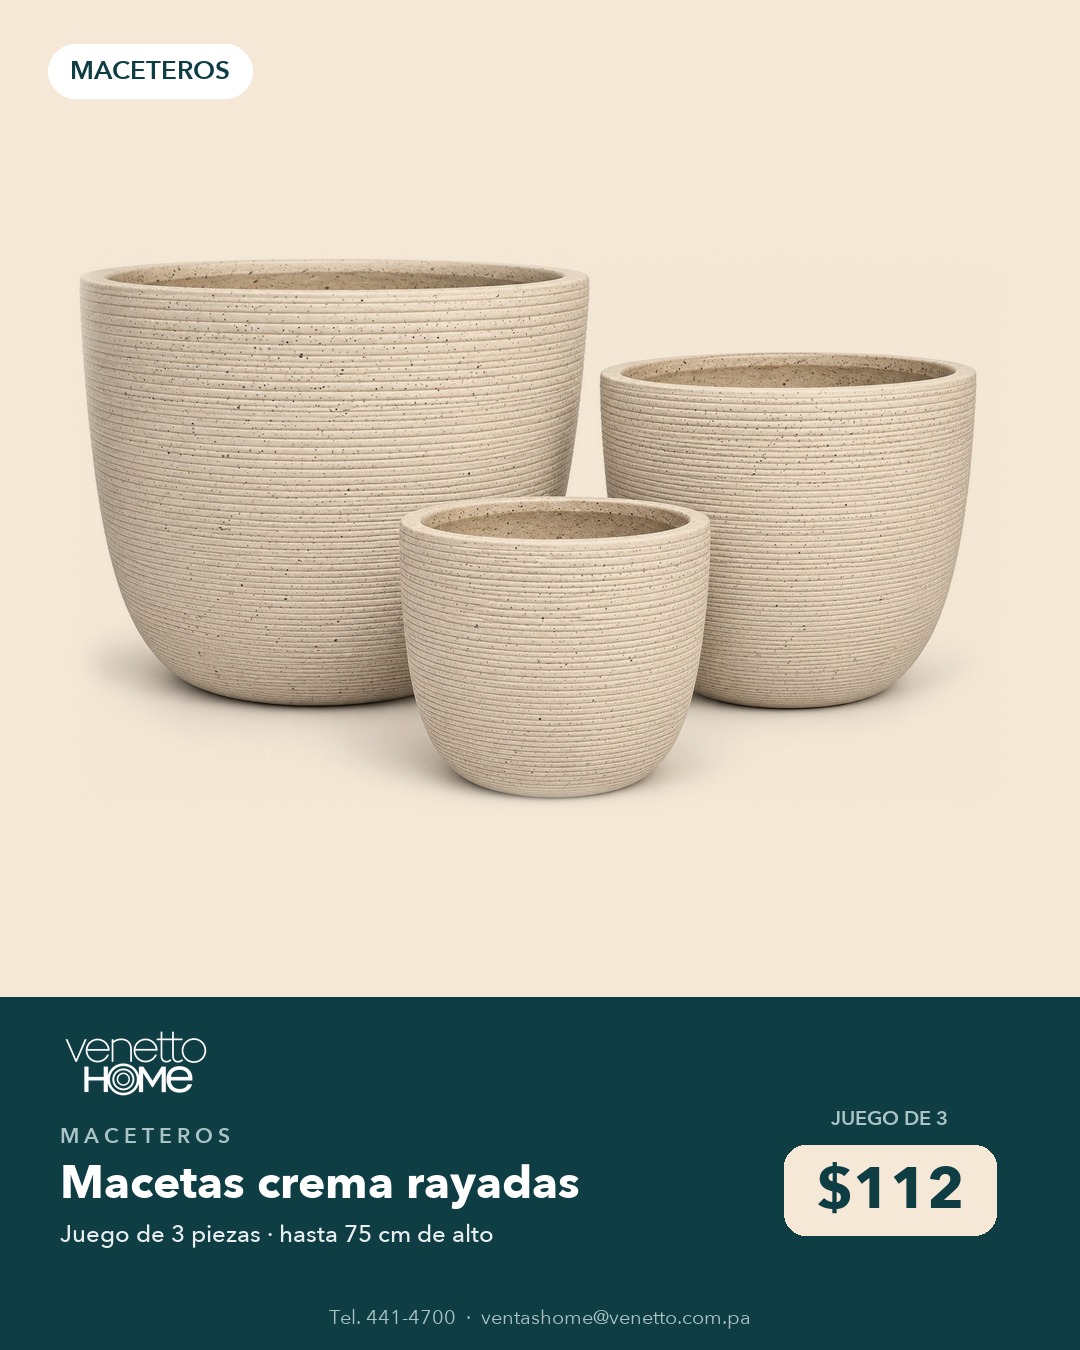 MACETEROS
venetto
HOME
MACETEROS
Macetas crema rayadas
Juego de 3 piezas · hasta 75 cm de alto
JUEGO DE 3
$112
Tel. 441-4700 · ventashome@venetto.com.pa